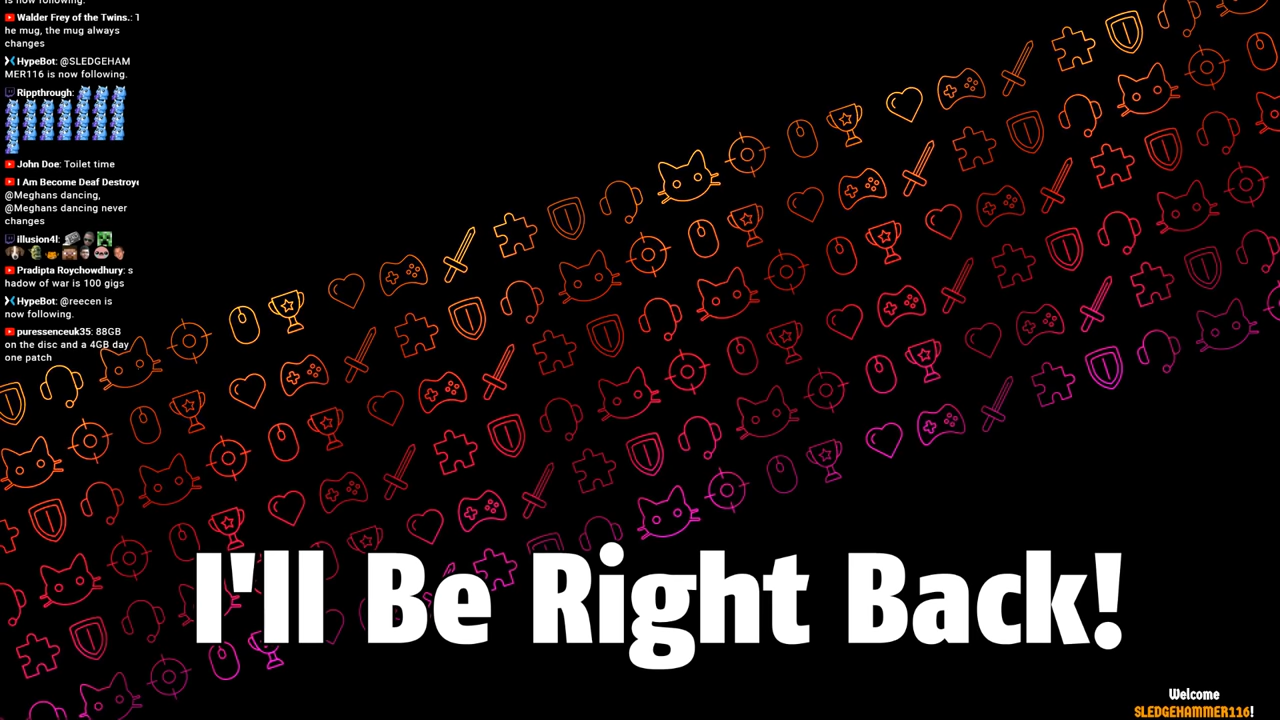 is now following.
Walder Frey of the Twins.: T
he mug, the mug always
changes
HypeBot: @SLEDGEHAM
MER116 is now following.
Rippthrough:
John Doe: Toilet time
I Am Become Deaf Destroye
@Meghans dancing,
@Meghans dancing never
changes
illusion4l:
Pradipta Roychowdhury: s
hadow of war is 100 gigs
HypeBot: @reecen is
now following.
puressenceuk35: 88GB
on the disc and a 4GB day
one patch
I'll Be Right Back!
Welcome
SLEDGEHAMMER116!